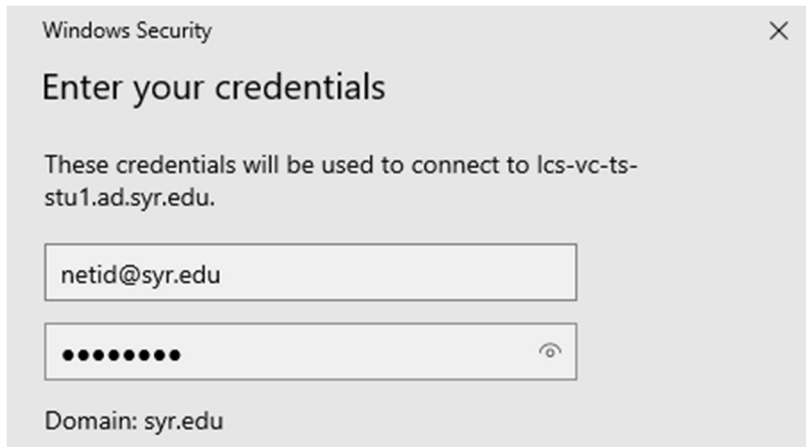 Windows Security
Enter your credentials
These credentials will be used to connect to lcs-vc-ts-
stu1.ad.syr.edu.
netid@syr.edu
●●●●●●●●
Domain: syr.edu